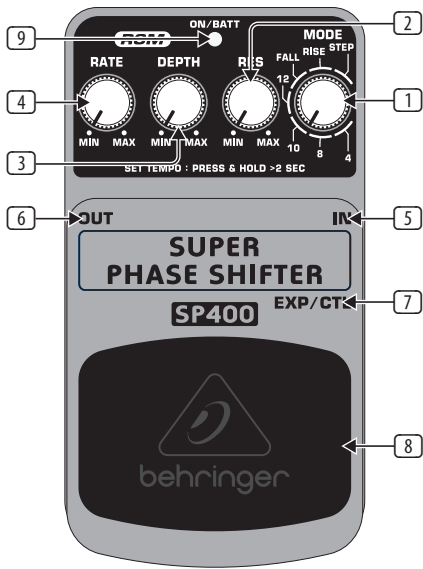 ON/BATT
RSM
9
2
MODE
RATE DEPTH RES
FALL RISE STEP
12
4
1
10 8 4
MIN MAX MIN MAX MIN MAX
3
SET TEMPO : PRESS & HOLD >2 SEC
6 OUT IN 5
SUPER
PHASE SHIFTER
EXP/CTL 7
SP400
8
behringer